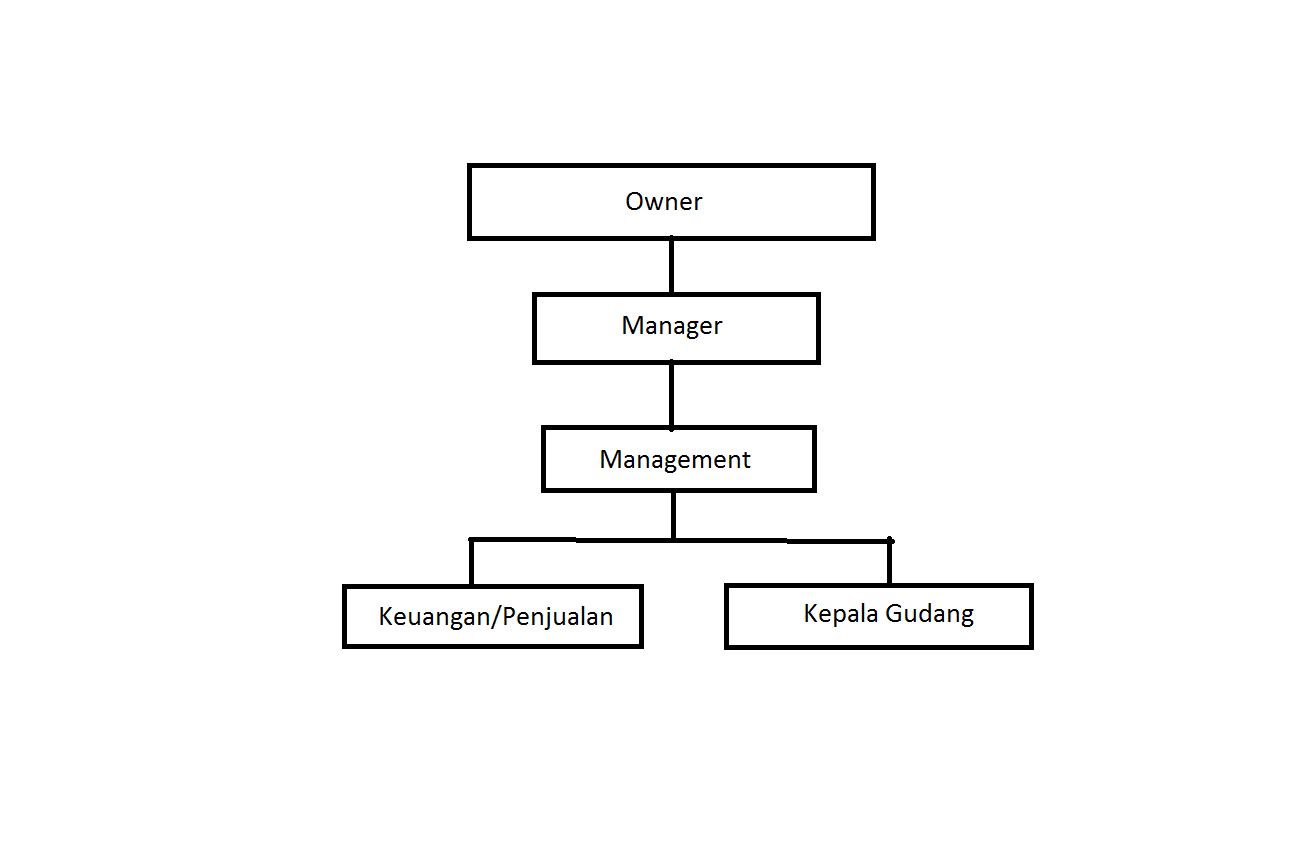 Owner
Manager
Management
Keuangan/Penjualan
Kepala Gudang